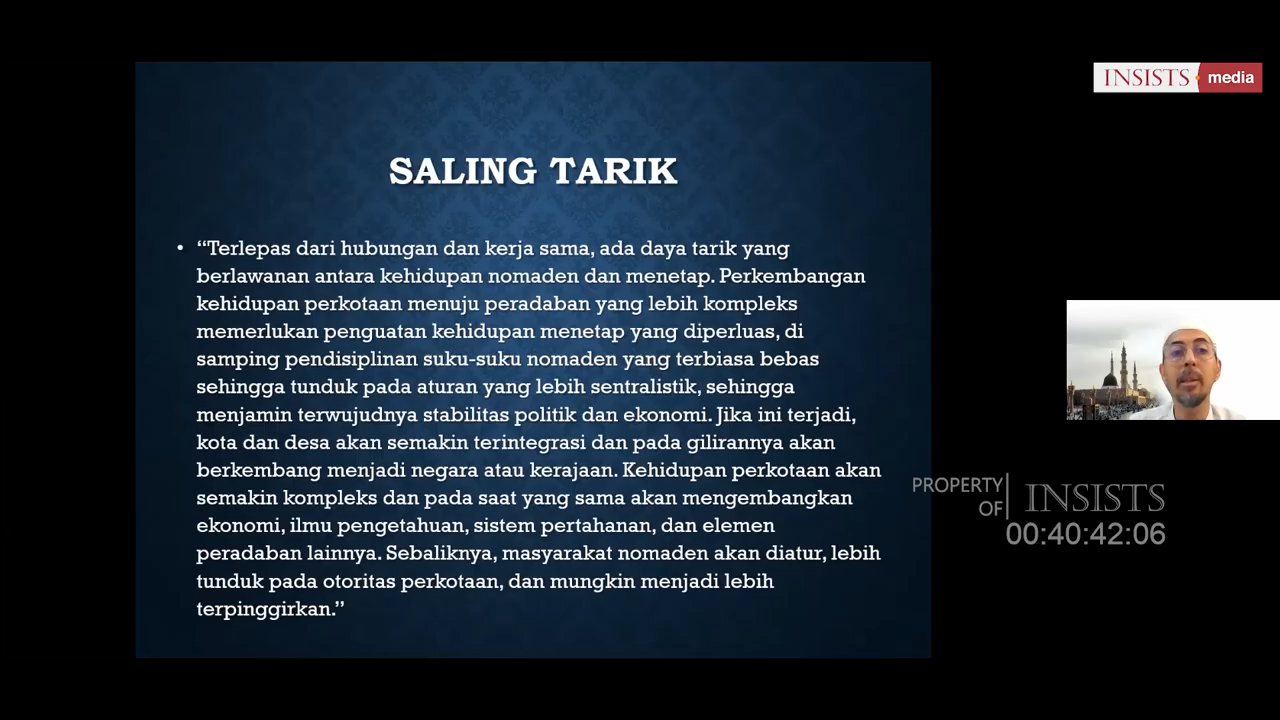 INSISTS media
SALING TARIK
• “Terlepas dari hubungan dan kerja sama, ada daya tarik yang
berlawanan antara kehidupan nomaden dan menetap. Perkembangan
kehidupan perkotaan menuju peradaban yang lebih kompleks
memerlukan penguatan kehidupan menetap yang diperluas, di
samping pendisiplinan suku-suku nomaden yang terbiasa bebas
sehingga tunduk pada aturan yang lebih sentralistik, sehingga
menjamin terwujudnya stabilitas politik dan ekonomi. Jika ini terjadi,
kota dan desa akan semakin terintegrasi dan pada gilirannya akan
berkembang menjadi negara atau kerajaan. Kehidupan perkotaan akan
semakin kompleks dan pada saat yang sama akan mengembangkan
ekonomi, ilmu pengetahuan, sistem pertahanan, dan elemen
peradaban lainnya. Sebaliknya, masyarakat nomaden akan diatur, lebih
tunduk pada otoritas perkotaan, dan mungkin menjadi lebih
terpinggirkan.”
PROPERTY OF INSISTS
00:40:42:06